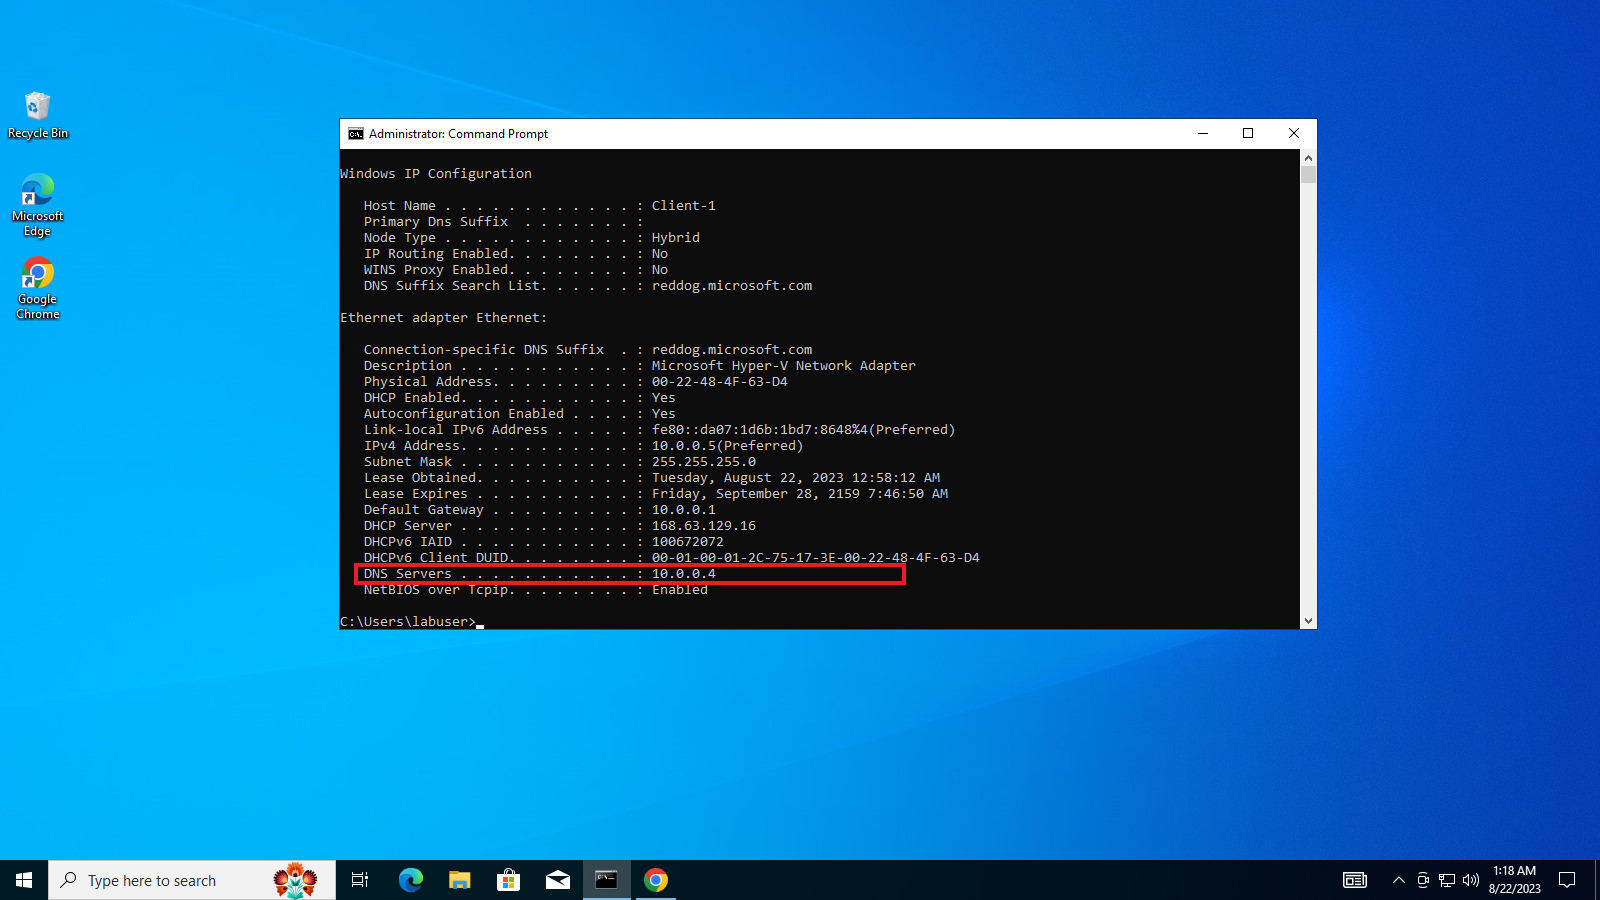 Recycle Bin
Microsoft
Edge
Google
Chrome
Administrator: Command Prompt
Windows IP Configuration
Host Name . . . . . . . . . . . . : Client-1
Primary Dns Suffix  . . . . . . . :
Node Type . . . . . . . . . . . . : Hybrid
IP Routing Enabled. . . . . . . . : No
WINS Proxy Enabled. . . . . . . . : No
DNS Suffix Search List. . . . . . : reddog.microsoft.com
Ethernet adapter Ethernet:
Connection-specific DNS Suffix  . : reddog.microsoft.com
Description . . . . . . . . . . . : Microsoft Hyper-V Network Adapter
Physical Address. . . . . . . . . : 00-22-48-4F-63-D4
DHCP Enabled. . . . . . . . . . . : Yes
Autoconfiguration Enabled . . . . : Yes
Link-local IPv6 Address . . . . . : fe80::da07:1d6b:1bd7:8648%4(Preferred)
IPv4 Address. . . . . . . . . . . : 10.0.0.5(Preferred)
Subnet Mask . . . . . . . . . . . : 255.255.255.0
Lease Obtained. . . . . . . . . . : Tuesday, August 22, 2023 12:58:12 AM
Lease Expires . . . . . . . . . . : Friday, September 28, 2159 7:46:50 AM
Default Gateway . . . . . . . . . : 10.0.0.1
DHCP Server . . . . . . . . . . . : 168.63.129.16
DHCPv6 IAID . . . . . . . . . . . : 100672072
DHCPv6 Client DUID. . . . . . . . : 00-01-00-01-2C-75-17-3E-00-22-48-4F-63-D4
DNS Servers . . . . . . . . . . . : 10.0.0.4
NetBIOS over Tcpip. . . . . . . . : Enabled
C:\Users\labuser>
Type here to search
1:18 AM
8/22/2023